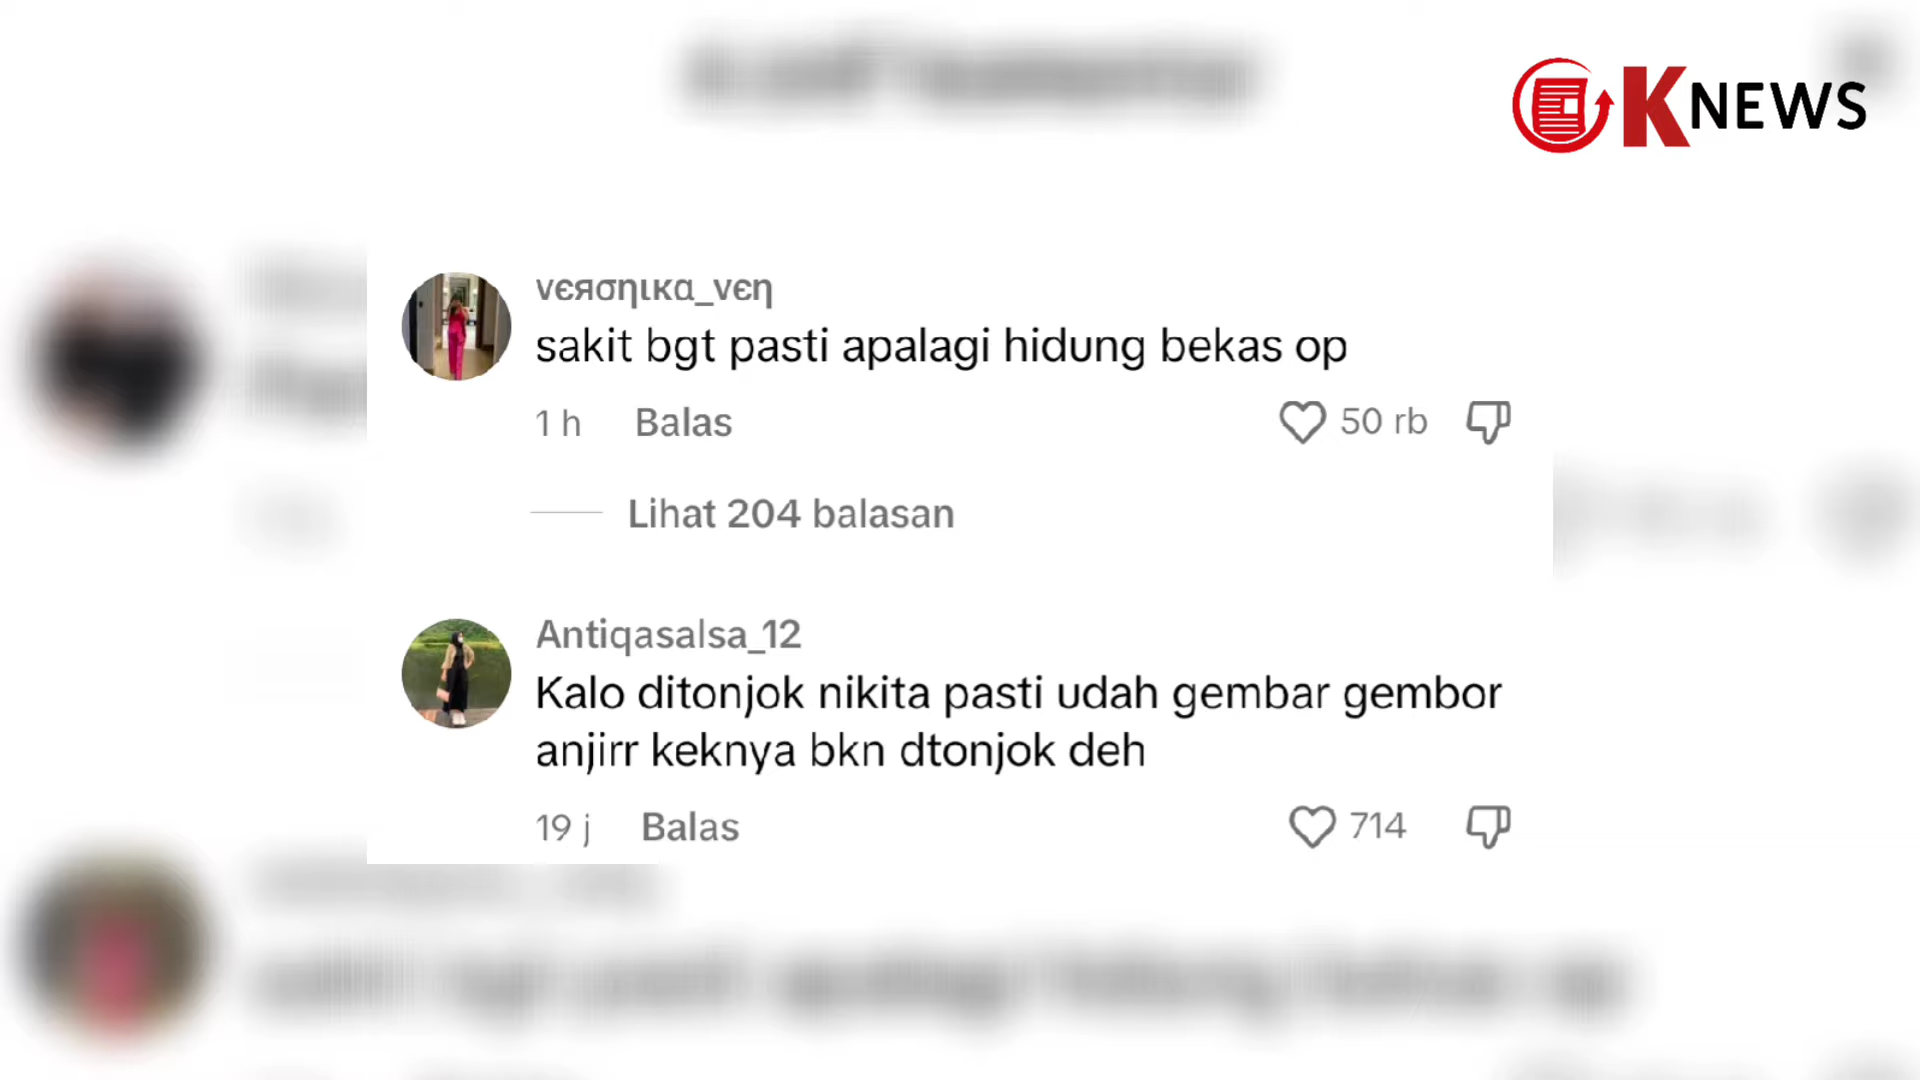 KNEWS
vєяσηιкα_vєη
sakit bgt pasti apalagi hidung bekas op
1 h Balas 50 rb
Lihat 204 balasan
Antiqasalsa_12
Kalo ditonjok nikita pasti udah gembar gembor
anjirr keknya bkn dtonjok deh
19 j Balas 714